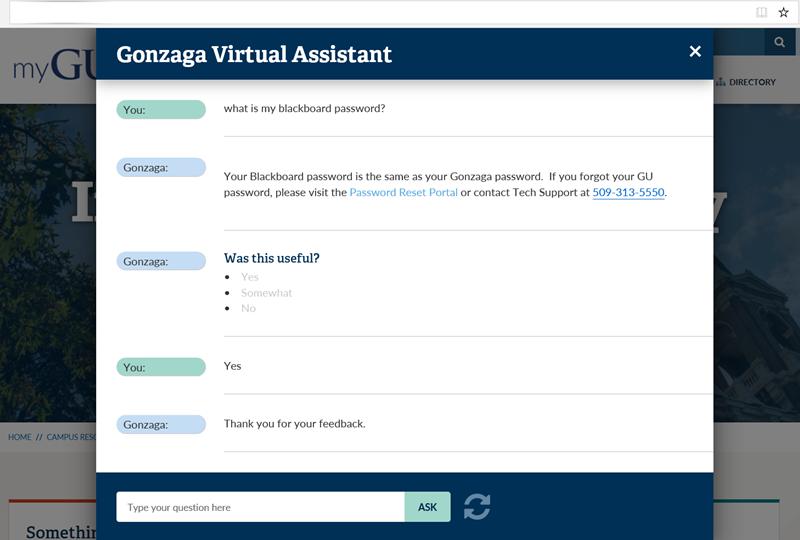 Gonzaga Virtual Assistant
myGU
DIRECTORY
You:
what is my blackboard password?
Gonzaga:
Your Blackboard password is the same as your Gonzaga password.  If you forgot your GU
password, please visit the Password Reset Portal or contact Tech Support at 509-313-5550.
Gonzaga:
Was this useful?
Yes
Somewhat
No
You:
Yes
Gonzaga:
Thank you for your feedback.
HOME // CAMPUS
Type your question here
ASK